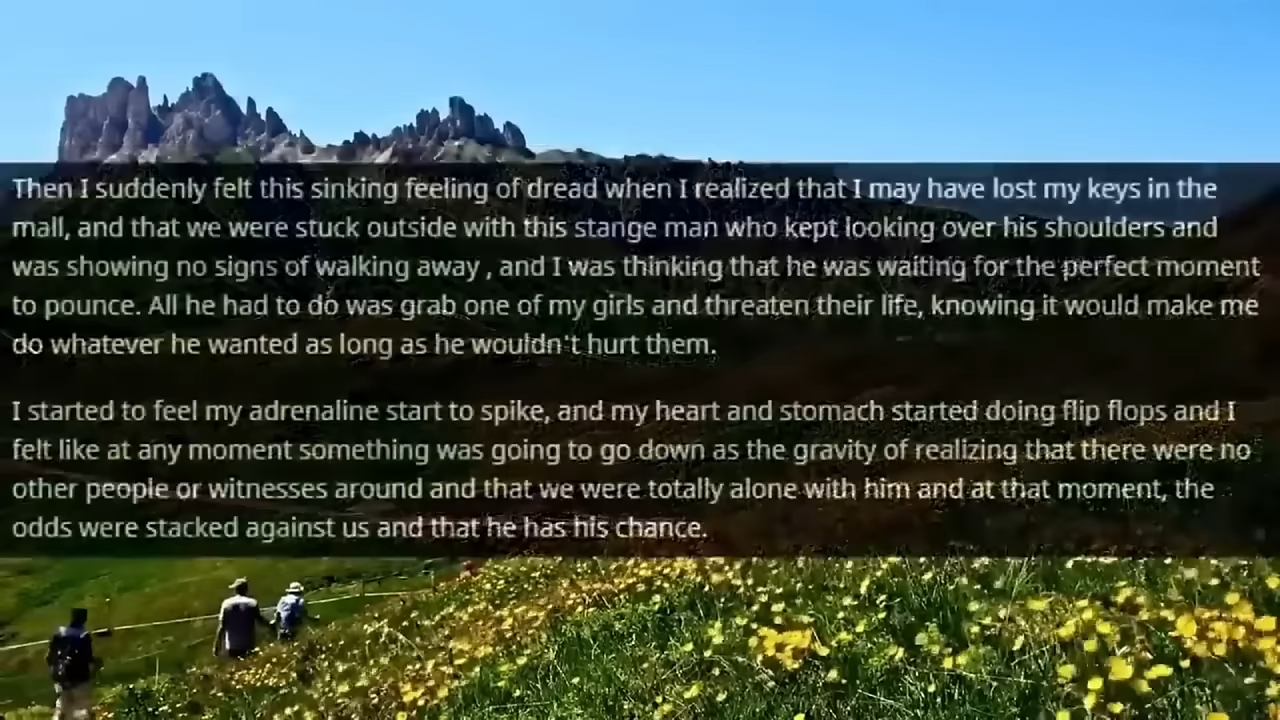 Then I suddenly felt this sinking feeling of dread when I realized that I may have lost my keys in the
mall, and that we were stuck outside with this stange man who kept looking over his shoulders and
was showing no signs of walking away , and I was thinking that he was waiting for the perfect moment
to pounce. All he had to do was grab one of my girls and threaten their life, knowing it would make me
do whatever he wanted as long as he wouldn't hurt them.
I started to feel my adrenaline start to spike, and my heart and stomach started doing flip flops and I
felt like at any moment something was going to go down as the gravity of realizing that there were no
other people or witnesses around and that we were totally alone with him and at that moment, the
odds were stacked against us and that he has his chance.